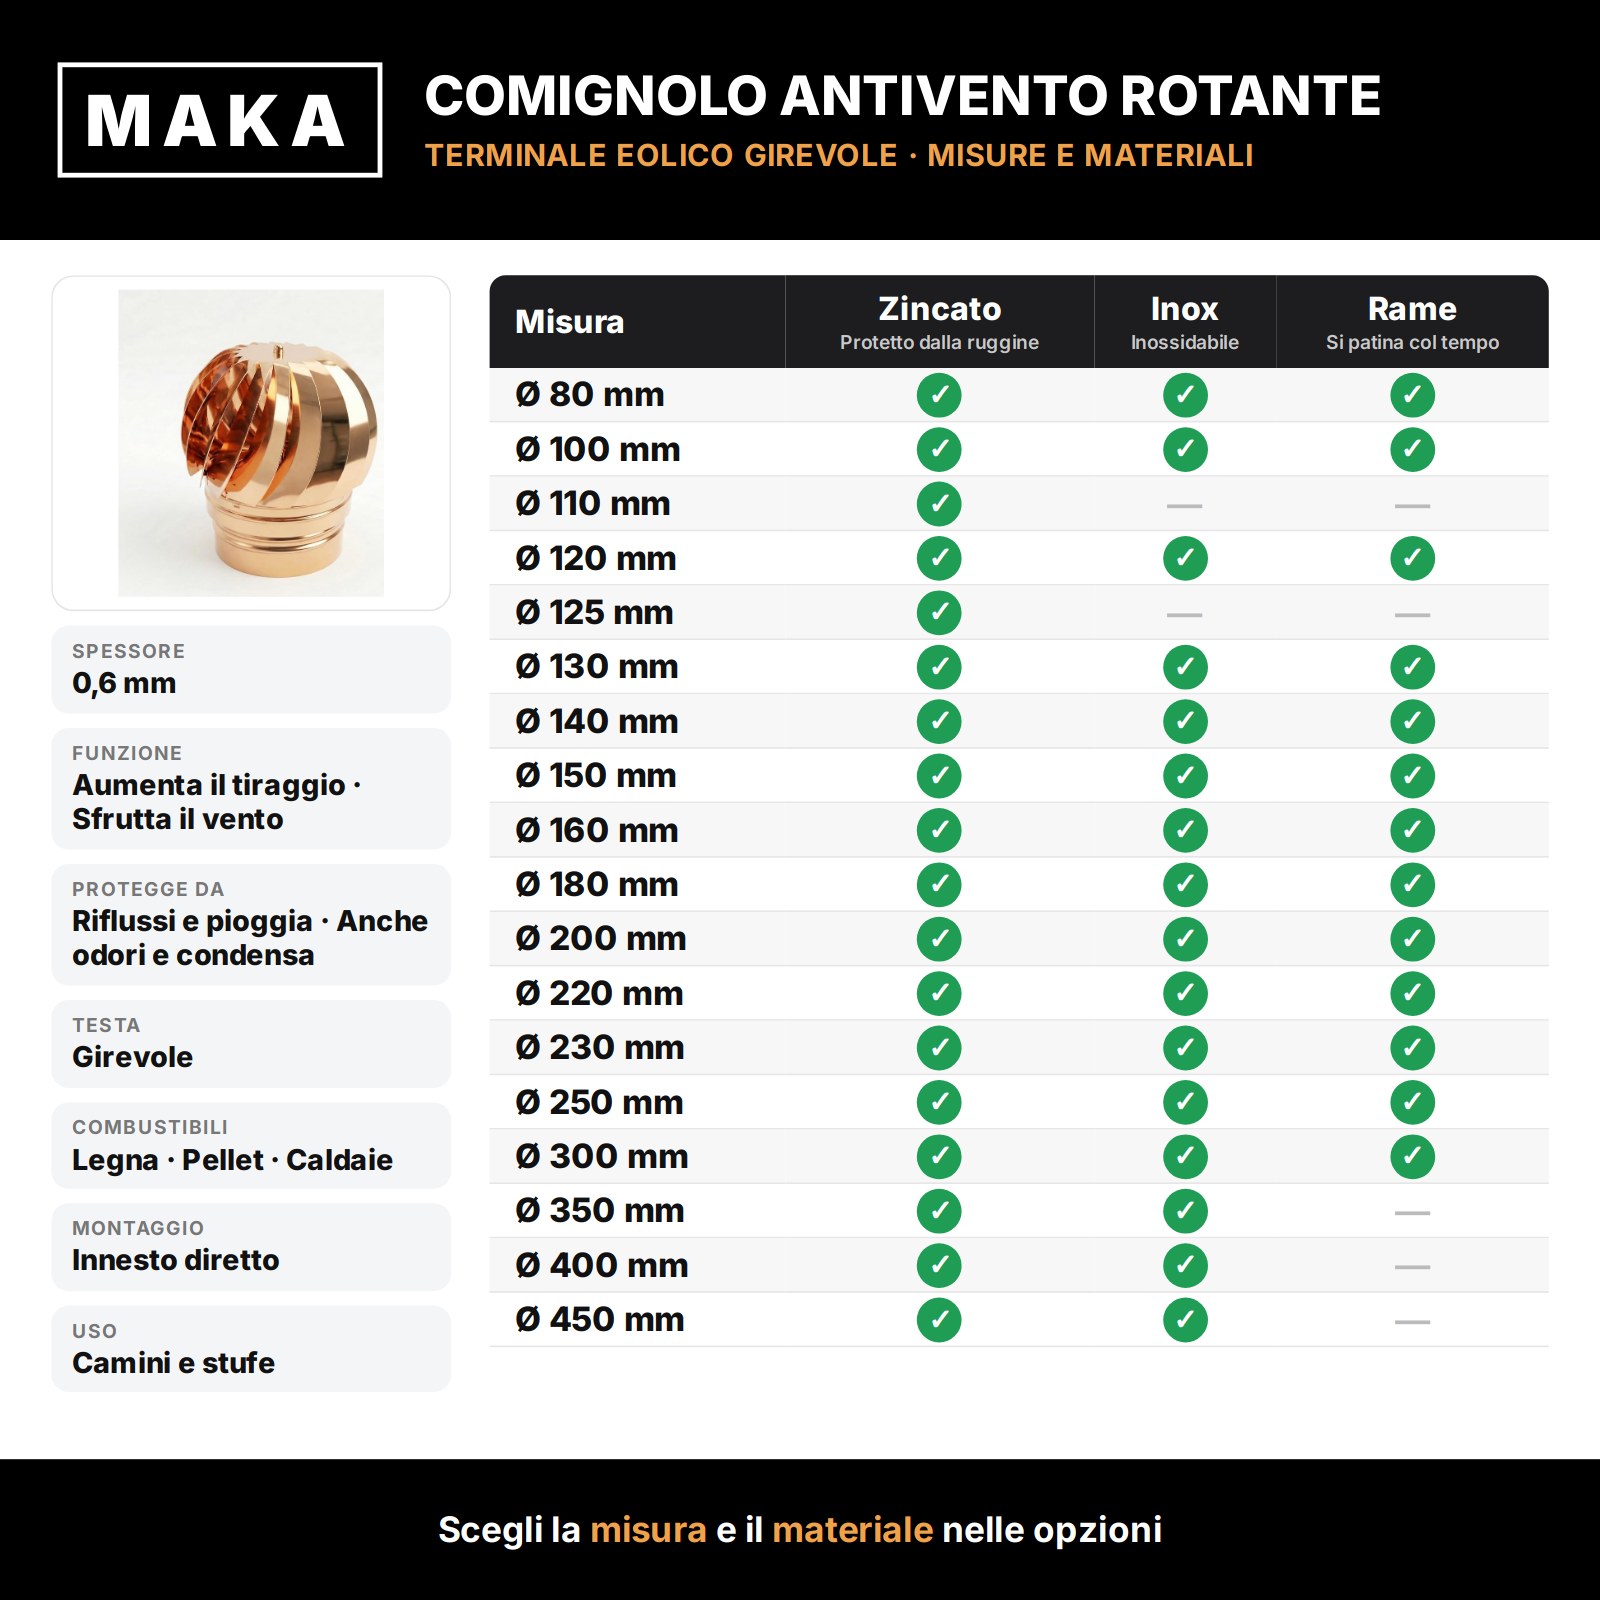 MAKA
COMIGNOLO ANTIVENTO ROTANTE
TERMINALE EOLICO GIREVOLE · MISURE E MATERIALI
SPESSORE
0,6 mm
FUNZIONE
Aumenta il tiraggio ·
Sfrutta il vento
PROTEGGE DA
Riflussi e pioggia · Anche
odori e condensa
TESTA
Girevole
COMBUSTIBILI
Legna · Pellet · Caldaie
MONTAGGIO
Innesto diretto
USO
Camini e stufe
Misura Zincato Inox Rame
Protetto dalla ruggine Inossidabile Si patina col tempo
Ø 80 mm ✓ ✓ ✓
Ø 100 mm ✓ ✓ ✓
Ø 110 mm ✓ — —
Ø 120 mm ✓ ✓ ✓
Ø 125 mm ✓ — —
Ø 130 mm ✓ ✓ ✓
Ø 140 mm ✓ ✓ ✓
Ø 150 mm ✓ ✓ ✓
Ø 160 mm ✓ ✓ ✓
Ø 180 mm ✓ ✓ ✓
Ø 200 mm ✓ ✓ ✓
Ø 220 mm ✓ ✓ ✓
Ø 230 mm ✓ ✓ ✓
Ø 250 mm ✓ ✓ ✓
Ø 300 mm ✓ ✓ ✓
Ø 350 mm ✓ ✓ —
Ø 400 mm ✓ ✓ —
Ø 450 mm ✓ ✓ —
Scegli la misura e il materiale nelle opzioni